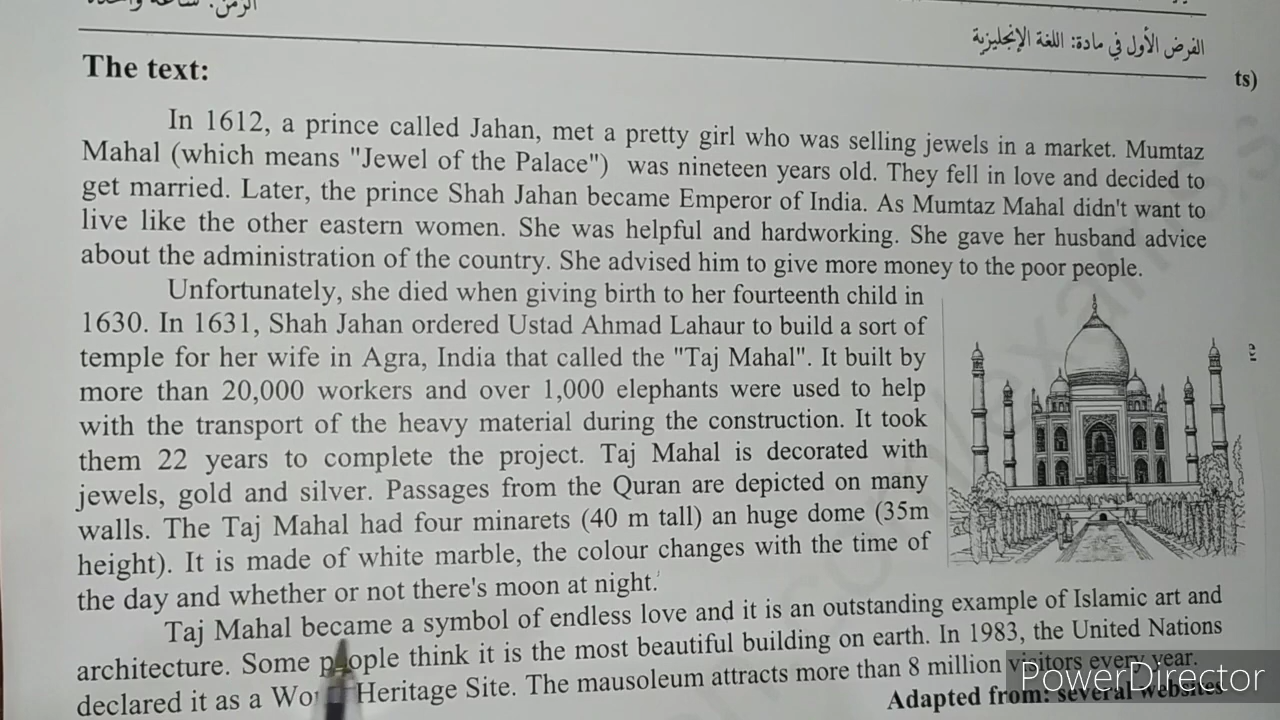 الزمن: ساعة واحدة
الفرض الأول في مادة: اللغة الإنجليزية
ts)
The text:
In 1612, a prince called Jahan, met a pretty girl who was selling jewels in a market. Mumtaz
Mahal (which means "Jewel of the Palace") was nineteen years old. They fell in love and decided to
get married. Later, the prince Shah Jahan became Emperor of India. As Mumtaz Mahal didn't want to
live like the other eastern women. She was helpful and hardworking. She gave her husband advice
about the administration of the country. She advised him to give more money to the poor people.
Unfortunately, she died when giving birth to her fourteenth child in
1630. In 1631, Shah Jahan ordered Ustad Ahmad Lahaur to build a sort of
temple for her wife in Agra, India that called the "Taj Mahal". It built by
more than 20,000 workers and over 1,000 elephants were used to help
with the transport of the heavy material during the construction. It took
them 22 years to complete the project. Taj Mahal is decorated with
jewels, gold and silver. Passages from the Quran are depicted on many
walls. The Taj Mahal had four minarets (40 m tall) an huge dome (35m
height). It is made of white marble, the colour changes with the time of
the day and whether or not there's moon at night.
Taj Mahal became a symbol of endless love and it is an outstanding example of Islamic art and
architecture. Some people think it is the most beautiful building on earth. In 1983, the United Nations
declared it as a Wor Heritage Site. The mausoleum attracts more than 8 million visitors every year.
Adapted from: several websites
PowerDirector